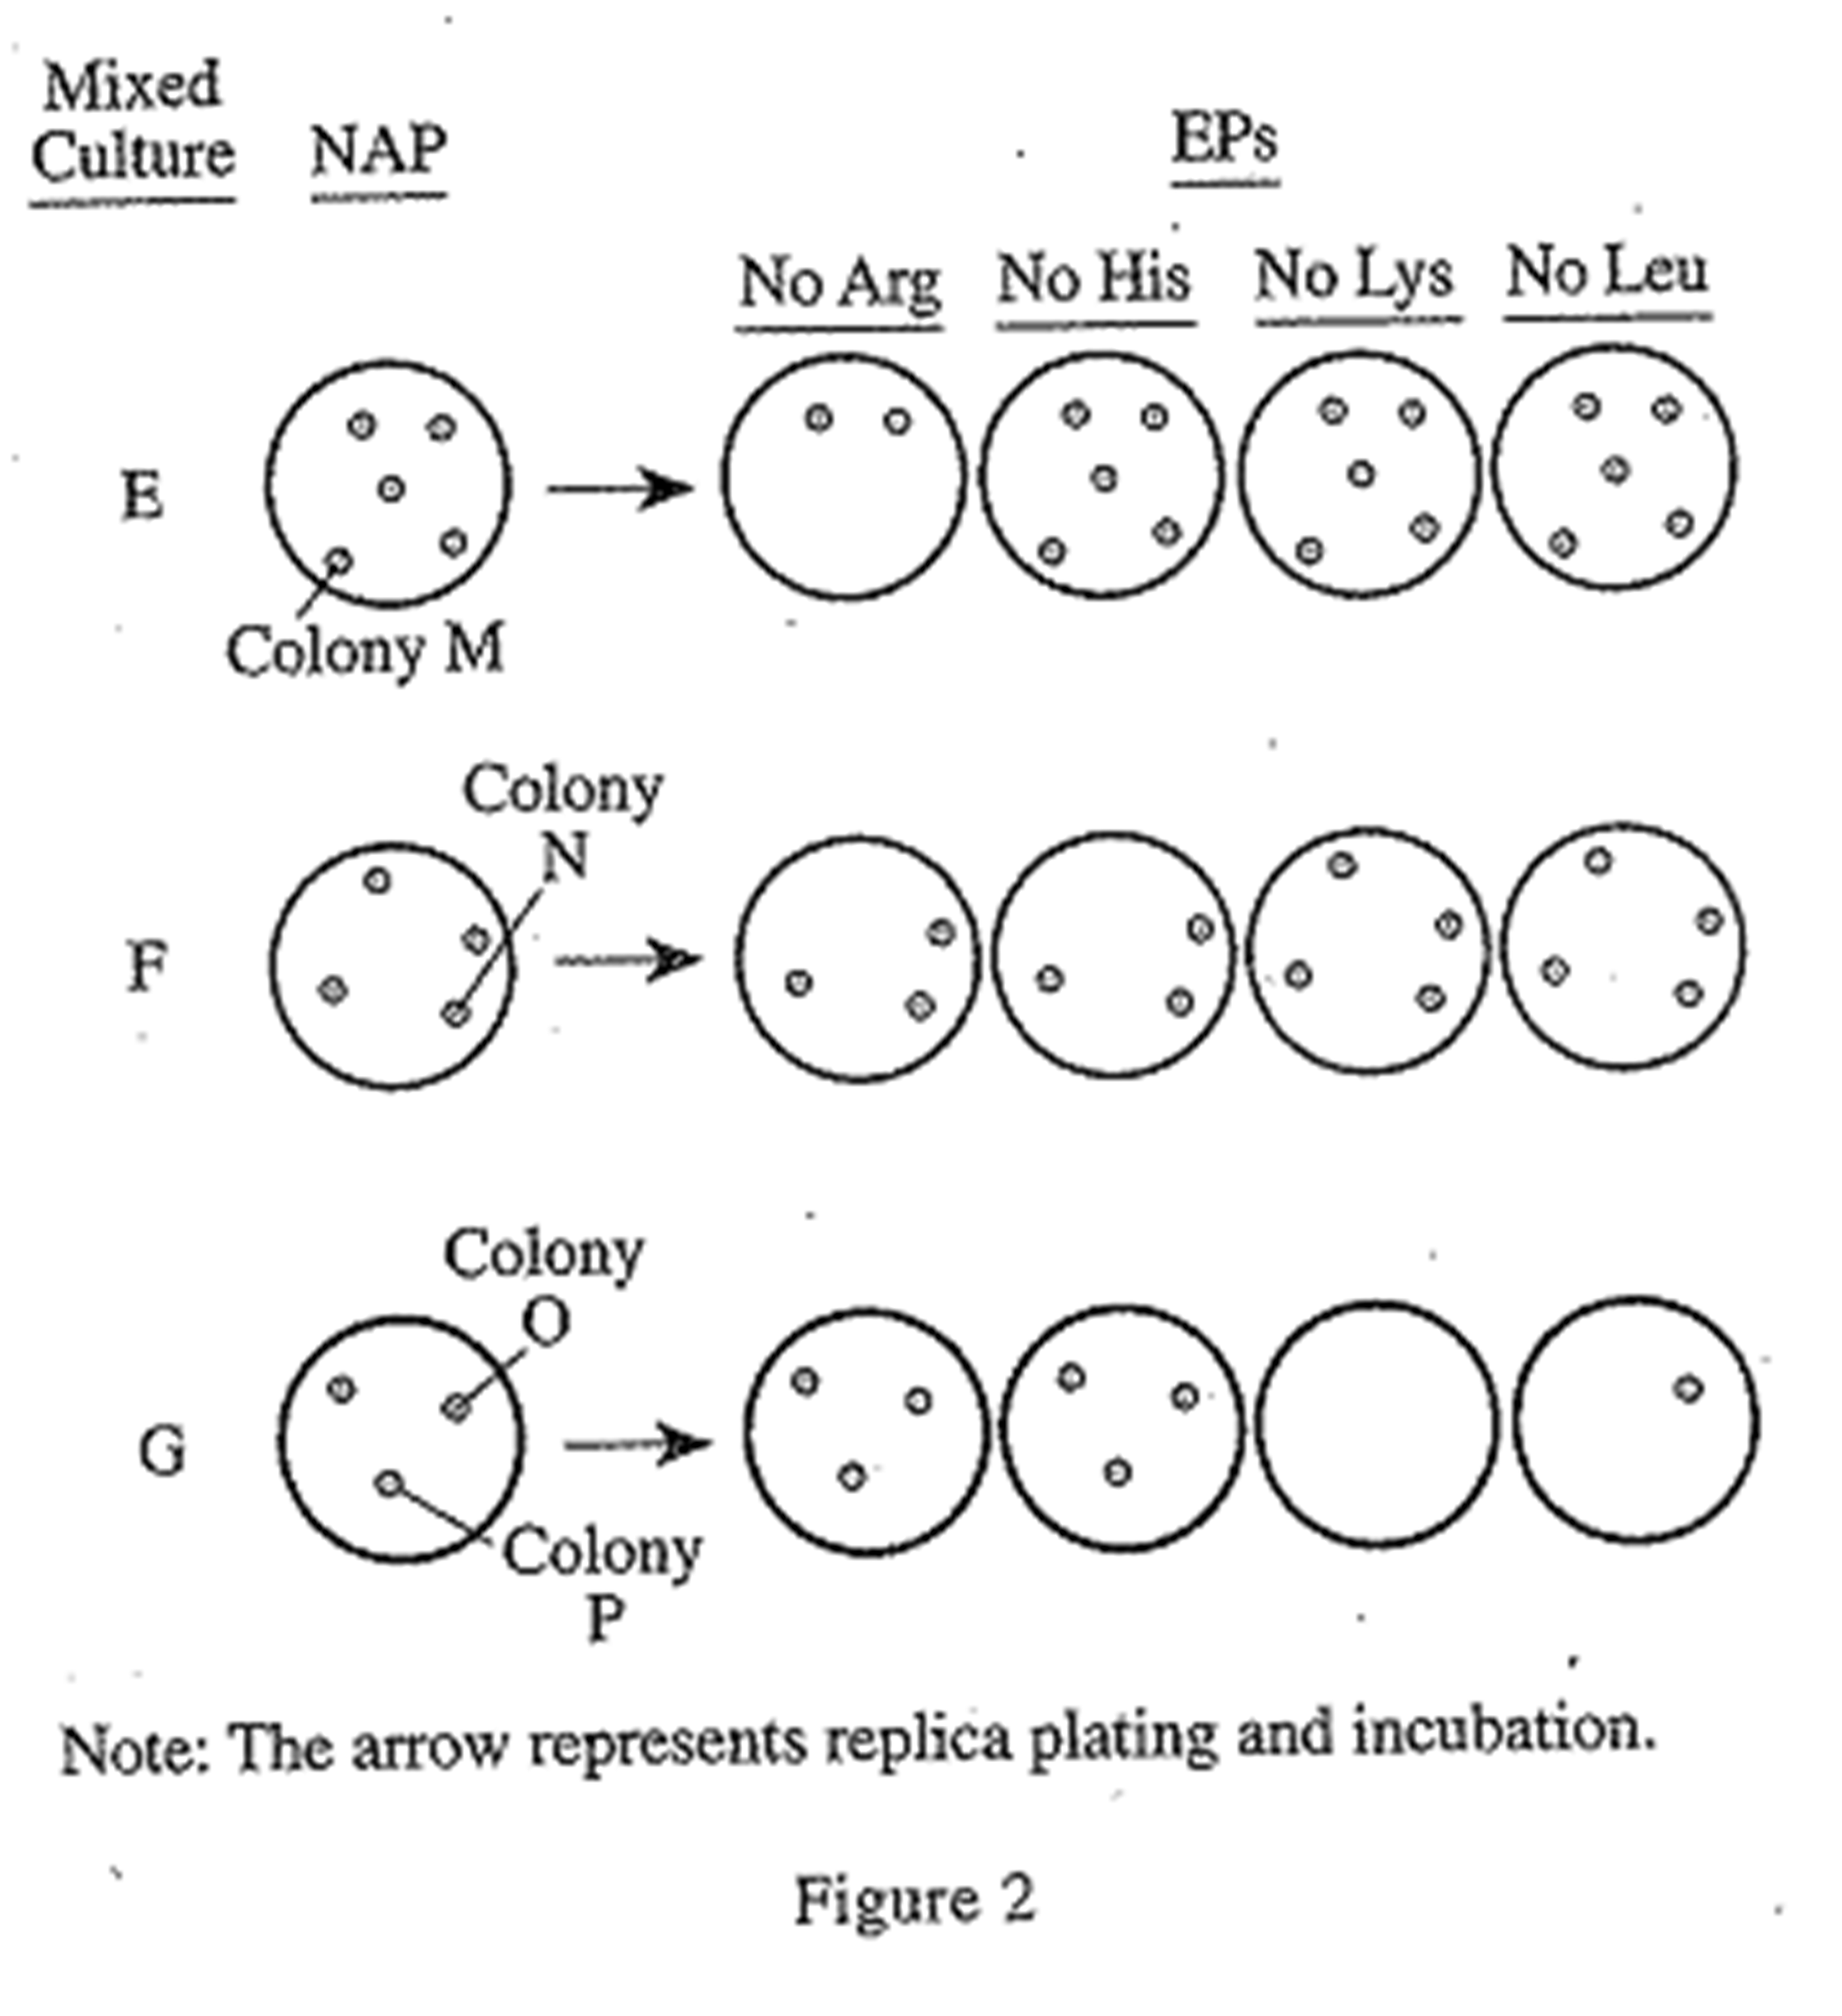 Mixed
Culture
NAP
EPs
No Arg
No His
No Lys
No Leu
E
Colony M
Colony
N
F
Colony
O
G
Colony
P
Note: The arrow represents replica plating and incubation.
Figure 2